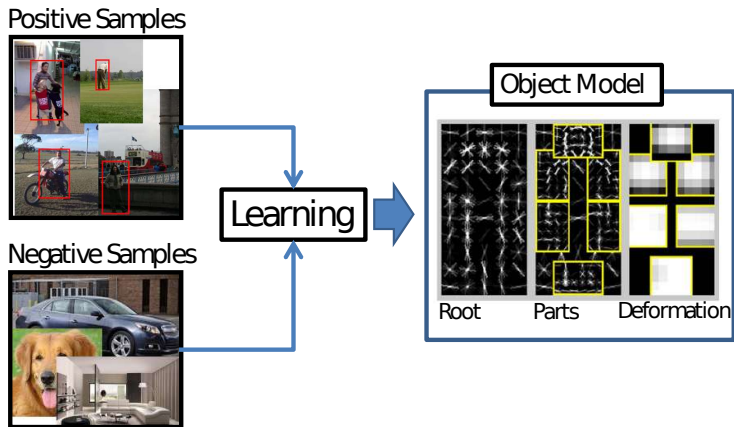 Positive Samples
Object Model
Learning
Negative Samples
Root
Parts
Deformation